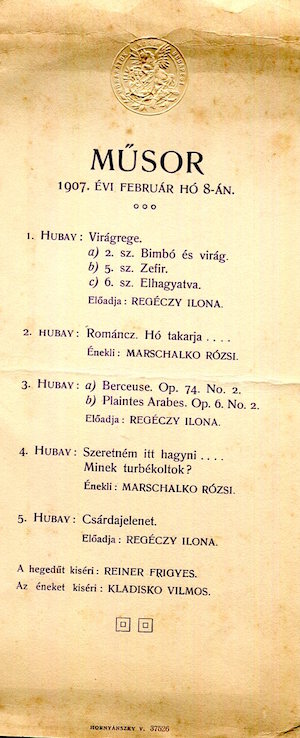 MŰSOR
1907. ÉVI FEBRUÁR HÓ 8-ÁN.
1. HUBAY: Virágrege.
a) 2. sz. Bimbó és virág.
b) 5. sz. Zefir.
c) 6. sz. Elhagyatva.
Előadja: REGÉCZY ILONA.
2. HUBAY: Románcz. Hó takarja . . . .
Énekli: MARSCHALKO RÓZSI.
3. HUBAY: a) Berceuse. Op. 74. No. 2.
b) Plaintes Arabes. Op. 6. No. 2.
Előadja: REGÉCZY ILONA.
4. HUBAY: Szeretném itt hagyni . . . .
Minek turbékoltok?
Énekli: MARSCHALKO RÓZSI.
5. HUBAY: Csárdajelenet.
Előadja: REGÉCZY ILONA.
A hegedűt kiséri: REINER FRIGYES.
Az éneket kiséri: KLADISKO VILMOS.
HORNYÁNSZKY V. 37526